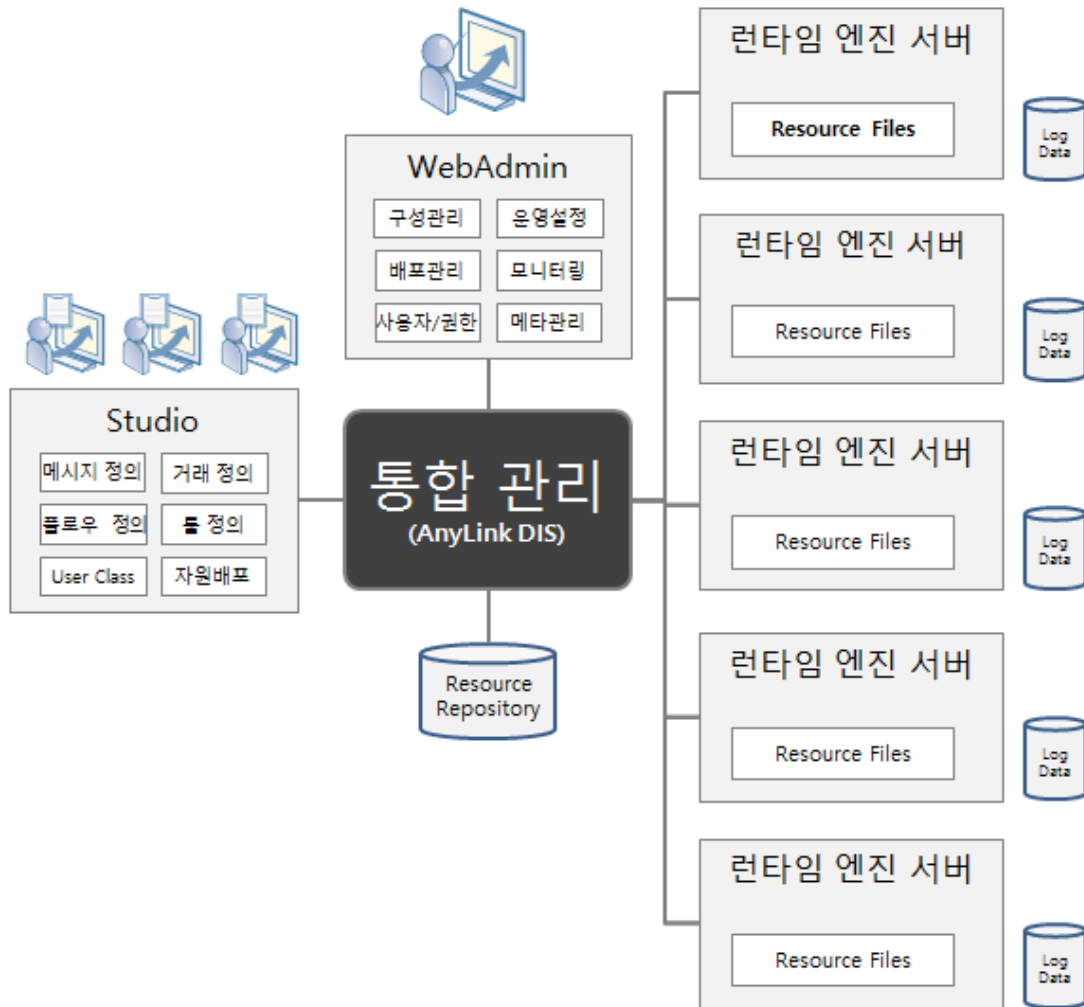 WebAdmin
구성관리
운영설정
배포관리
모니터링
사용자/권한
메타관리
Studio
메시지 정의
거래 정의
플로우 정의
룰 정의
User Class
자원배포
통합 관리
(AnyLink DIS)
Resource
Repository
런타임 엔진 서버
Resource Files
Log
Data
런타임 엔진 서버
Resource Files
Log
Data
런타임 엔진 서버
Resource Files
Log
Data
런타임 엔진 서버
Resource Files
Log
Data
런타임 엔진 서버
Resource Files
Log
Data